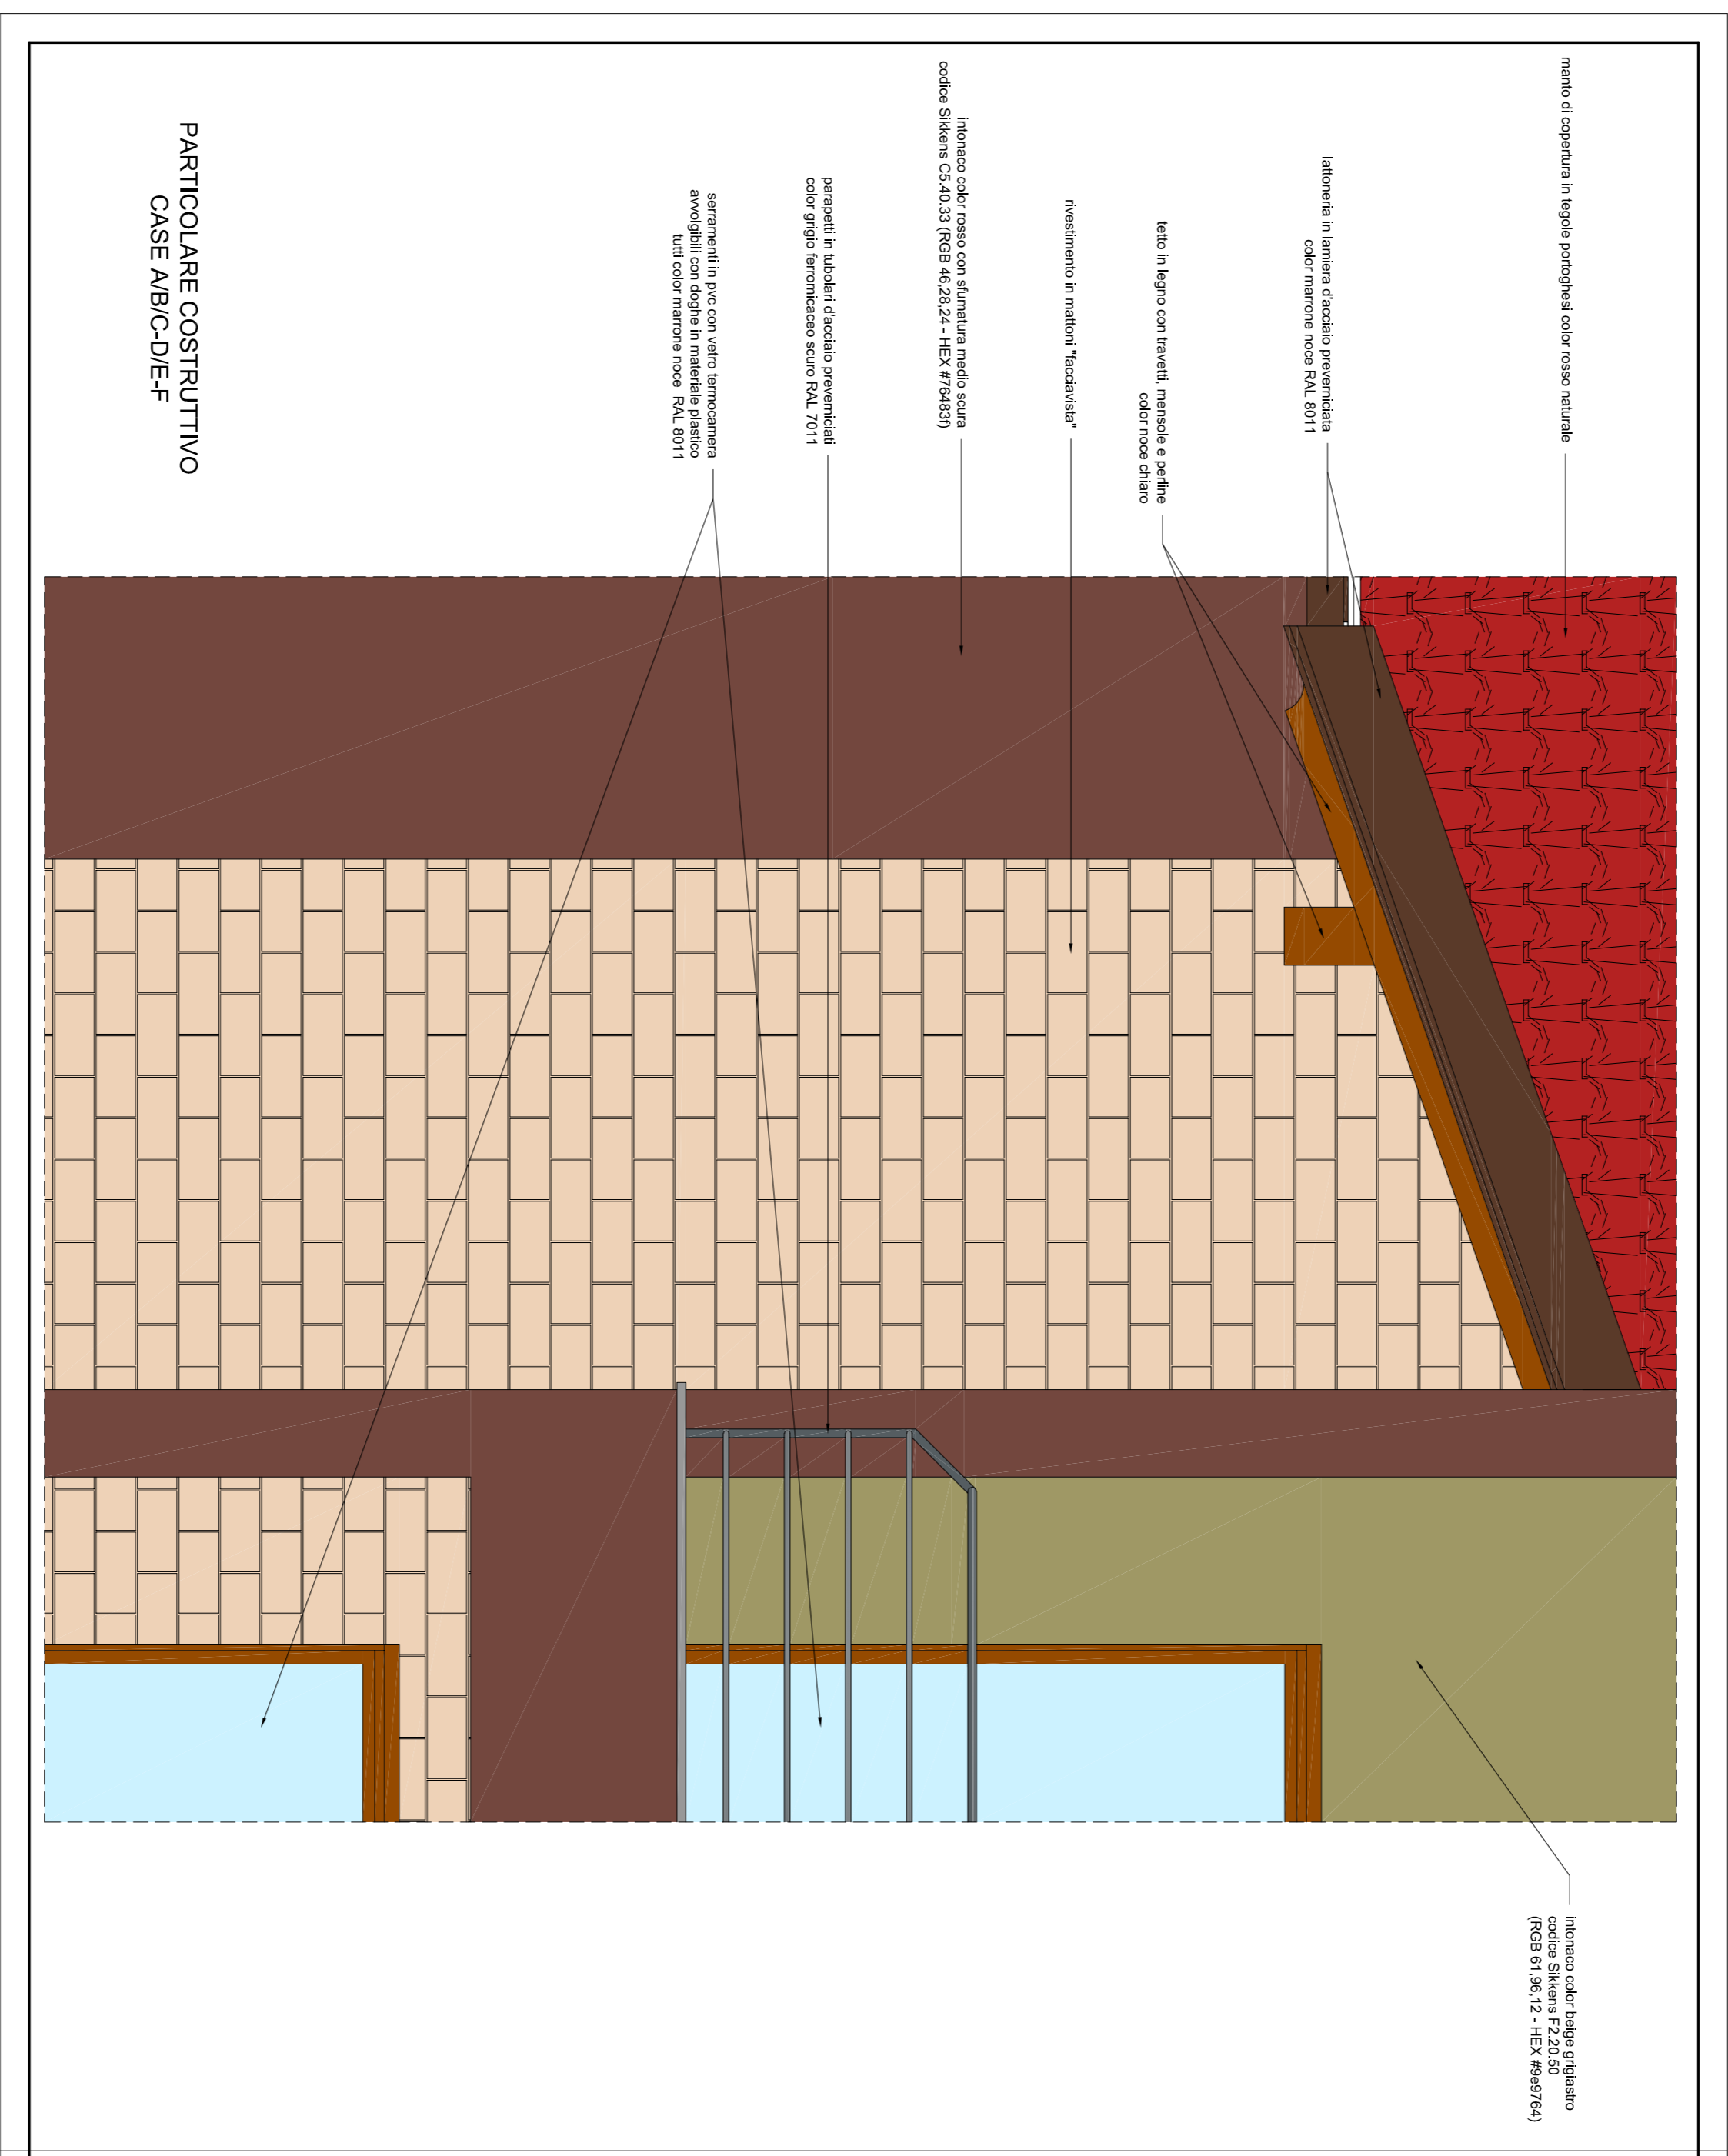 manto di copertura in tegole portoghesi color rosso naturale
lattoneria in lamiera d'acciaio preverniciata
color marrone noce RAL 8011
tetto in legno con travetti, mensole e perline
color noce chiaro
rivestimento in mattoni "facciavista"
intonaco color rosso con sfumatura medio scura
codice Sikkens C5.40.33 (RGB 46,28,24 - HEX #76483f)
parapetti in tubolari d'acciaio preverniciati
color grigio ferromicaceo scuro RAL 7011
serramenti in pvc con vetro termocamera
avvolgibili con doghe in materiale plastico
tutti color marrone noce RAL 8011
intonaco color beige grigiastro
codice Sikkens F2.20.50
(RGB 61,96,12 - HEX #9e9764)
PARTICOLARE COSTRUTTIVO
CASE A/B/C-D/E-F